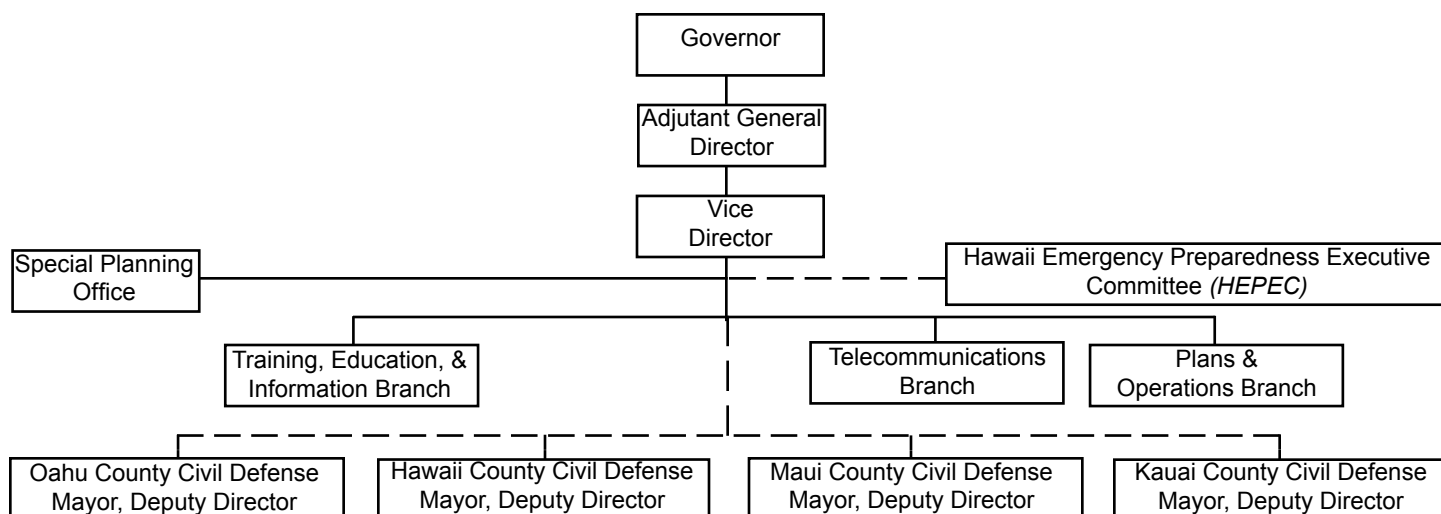 Governor
Adjutant General
Director
Vice
Director
Special Planning
Office
Hawaii Emergency Preparedness Executive
Committee (HEPEC)
Training, Education, &
Information Branch
Telecommunications
Branch
Plans &
Operations Branch
Oahu County Civil Defense
Mayor, Deputy Director
Hawaii County Civil Defense
Mayor, Deputy Director
Maui County Civil Defense
Mayor, Deputy Director
Kauai County Civil Defense
Mayor, Deputy Director